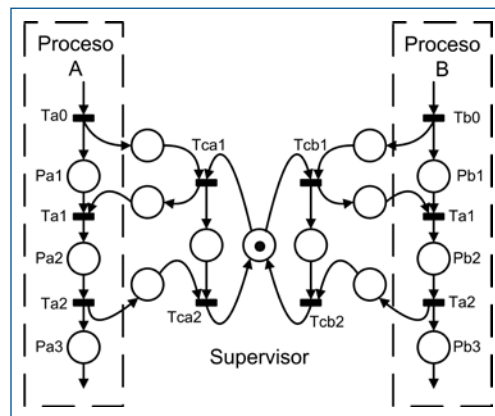 Proceso
A
Proceso
B
Ta0
Tca1
Tcb1
Tb0
Pa1
Pb1
Ta1
Ta1
Pa2
Pb2
Ta2
Tca2
Tcb2
Ta2
Pa3
Supervisor
Pb3